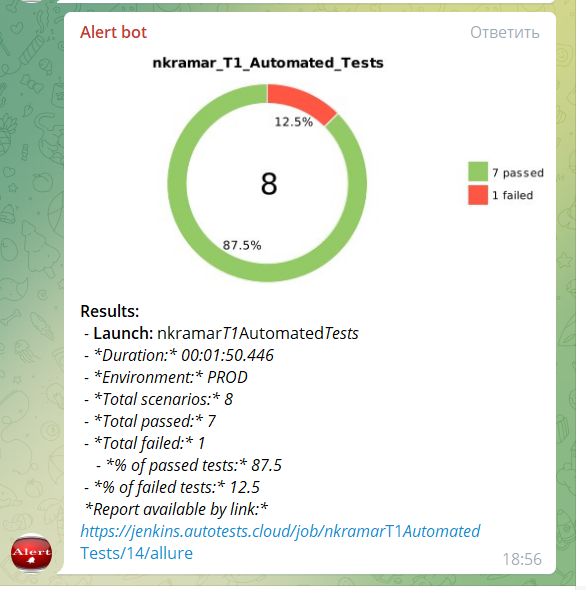 Alert bot
Ответить
nkramar_T1_Automated_Tests
12.5%
8
7 passed
1 failed
87.5%
Results:
- Launch: nkramarT1AutomatedTests
- *Duration:* 00:01:50.446
- *Environment:* PROD
- *Total scenarios:* 8
- *Total passed:* 7
- *Total failed:* 1
- *% of passed tests:* 87.5
- *% of failed tests:* 12.5
*Report available by link:*
https://jenkins.autotests.cloud/job/nkramarT1Automated
Tests/14/allure
Alert
18:56